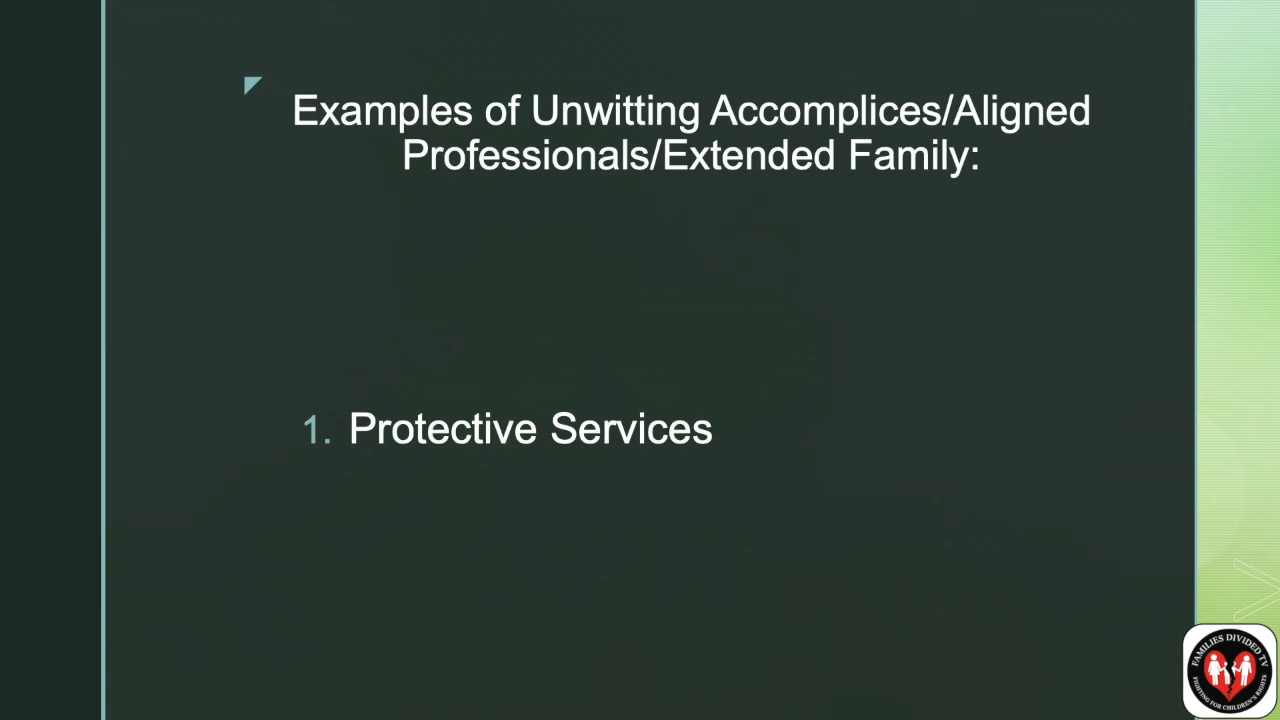 Examples of Unwitting Accomplices/Aligned
Professionals/Extended Family:
1. Protective Services
FAMILIES DIVIDED TV
FIGHTING FOR CHILDREN'S RIGHTS